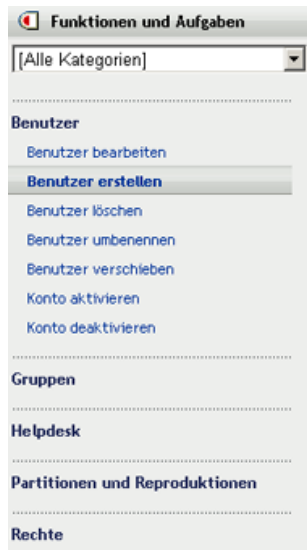 Funktionen und Aufgaben
[Alle Kategorien]
Benutzer
Benutzer bearbeiten
Benutzer erstellen
Benutzer löschen
Benutzer umbenennen
Benutzer verschieben
Konto aktivieren
Konto deaktivieren
Gruppen
Helpdesk
Partitionen und Reproduktionen
Rechte